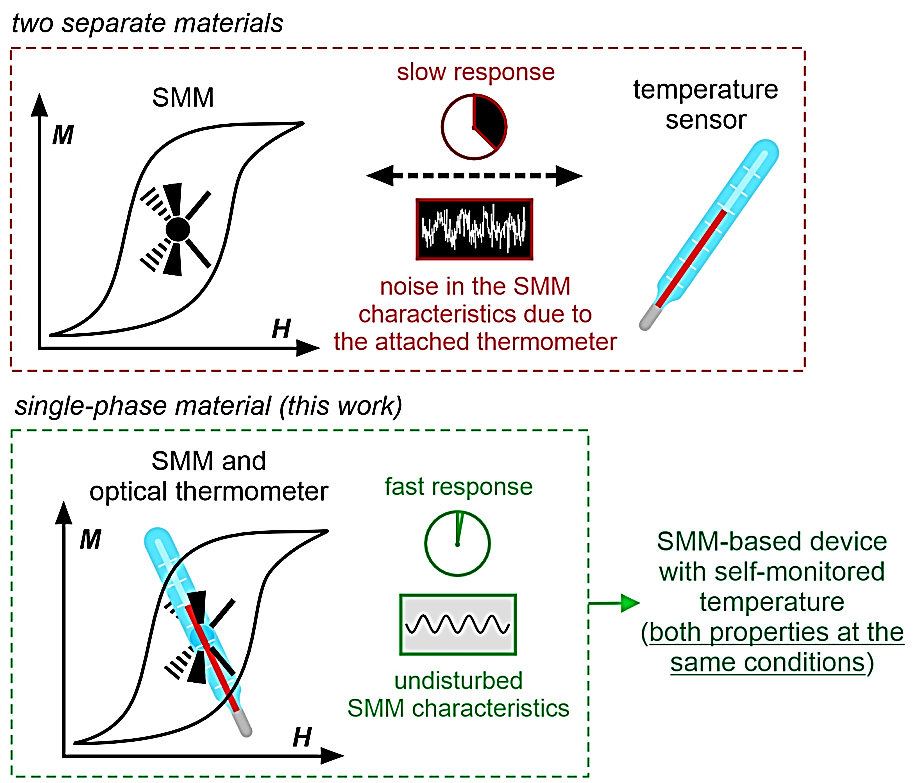 two separate materials
SMM
M
H
slow response
noise in the SMM
characteristics due to
the attached thermometer
temperature
sensor
single-phase material (this work)
SMM and
optical thermometer
M
H
fast response
undisturbed
SMM characteristics
SMM-based device
with self-monitored
temperature
(both properties at the
same conditions)